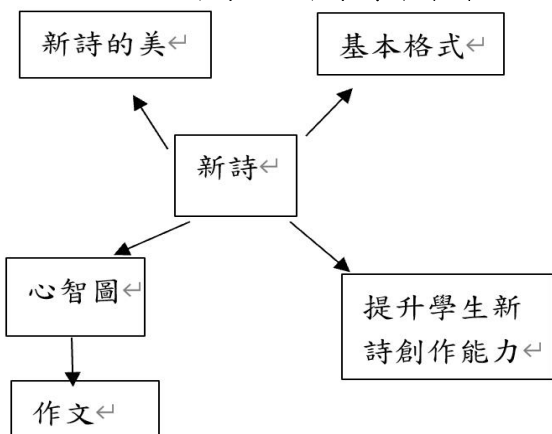 新詩的美
基本格式
新詩
心智圖
提升學生新
詩創作能力
作文